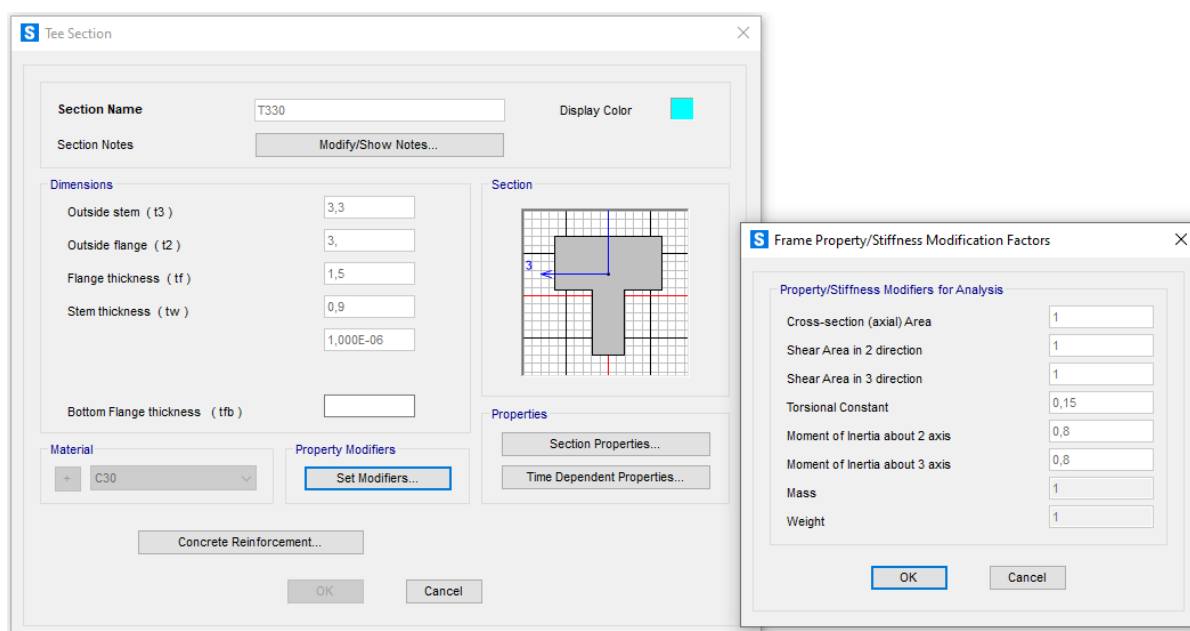 S Tee Section
Section Name T330 Display Color
Section Notes Modify/Show Notes...
Dimensions
Outside stem ( t3 ) 3,3
Outside flange ( t2 ) 3,
Flange thickness ( tf ) 1,5
Stem thickness ( tw ) 0,9
1,000E-06
Bottom Flange thickness ( tfb )
Section
3
Properties
Section Properties...
Time Dependent Properties...
Material
+ C30
Property Modifiers
Set Modifiers...
Concrete Reinforcement...
OK Cancel
S Frame Property/Stiffness Modification Factors
Property/Stiffness Modifiers for Analysis
Cross-section (axial) Area 1
Shear Area in 2 direction 1
Shear Area in 3 direction 1
Torsional Constant 0,15
Moment of Inertia about 2 axis 0,8
Moment of Inertia about 3 axis 0,8
Mass 1
Weight 1
OK Cancel